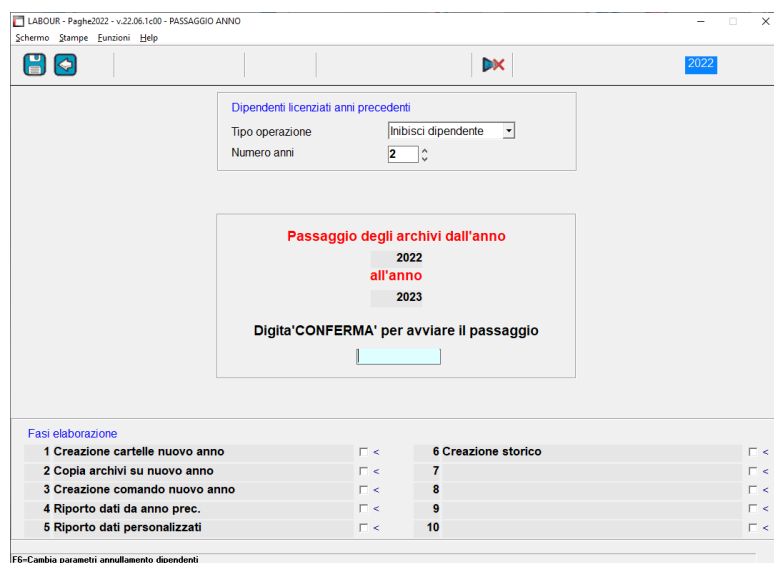 LABOUR - Paghe2022 - v.22.06.1c00 - PASSAGGIO ANNO
Schermo Stampe Funzioni Help
2022
Dipendenti licenziati anni precedenti
Tipo operazione Inibisci dipendente
Numero anni 2
Passaggio degli archivi dall'anno
2022
all'anno
2023
Digita'CONFERMA' per avviare il passaggio
Fasi elaborazione
1 Creazione cartelle nuovo anno < 6 Creazione storico <
2 Copia archivi su nuovo anno < 7 <
3 Creazione comando nuovo anno < 8 <
4 Riporto dati da anno prec. < 9 <
5 Riporto dati personalizzati < 10 <
F6=Cambia parametri annullamento dipendenti